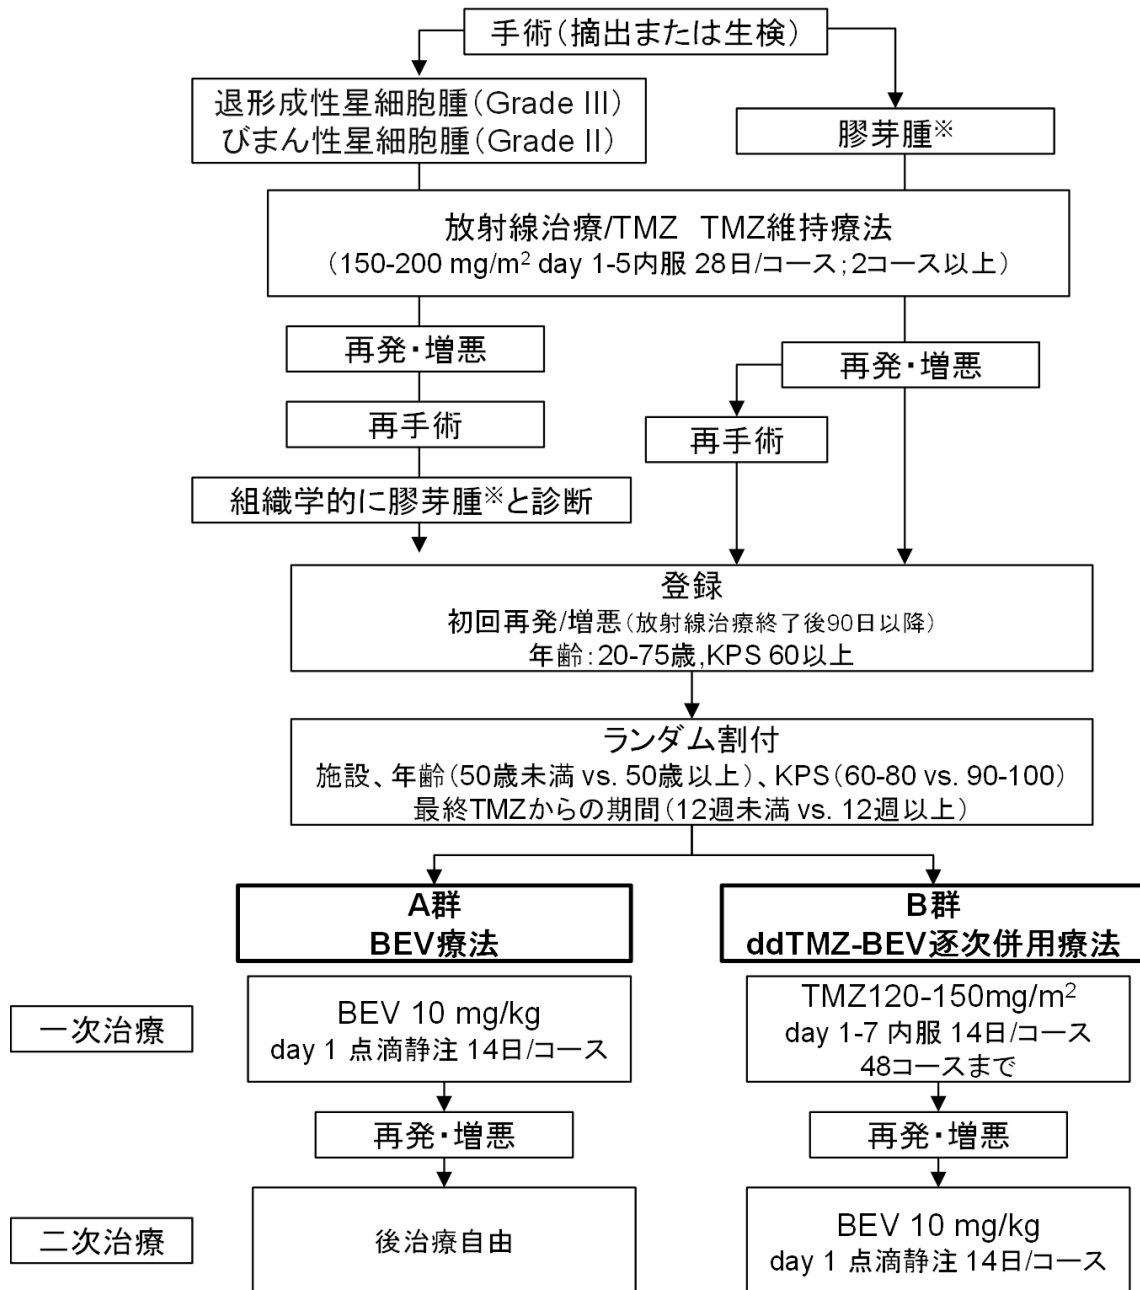 手術(摘出または生検)
退形成性星細胞腫(Grade III)
びまん性星細胞腫(Grade II)
膠芽腫※
放射線治療/TMZ TMZ維持療法
(150-200 mg/m² day 1-5内服 28日/コース;2コース以上)
再発・増悪
再発・増悪
再手術
再手術
組織学的に膠芽腫※と診断
登録
初回再発/増悪(放射線治療終了後90日以降)
年齢:20-75歳,KPS 60以上
ランダム割付
施設、年齢(50歳未満 vs. 50歳以上)、KPS(60-80 vs. 90-100)
最終TMZからの期間(12週未満 vs. 12週以上)
A群
BEV療法
B群
ddTMZ-BEV逐次併用療法
一次治療
BEV 10 mg/kg
day 1 点滴静注 14日/コース
TMZ120-150mg/m²
day 1-7 内服 14日/コース
48コースまで
再発・増悪
再発・増悪
二次治療
後治療自由
BEV 10 mg/kg
day 1 点滴静注 14日/コース